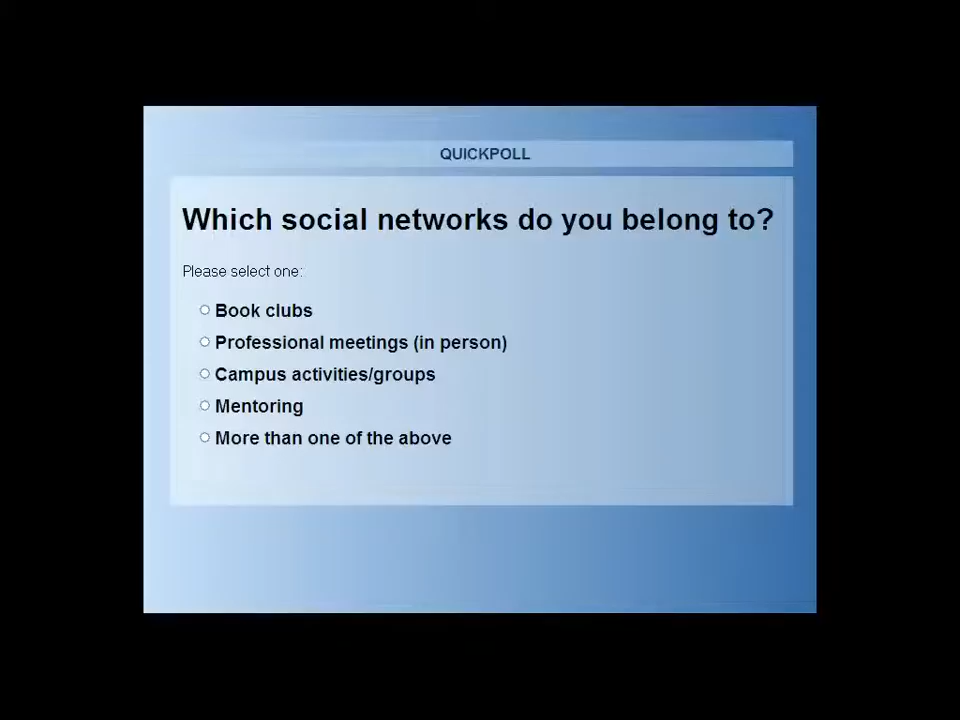 QUICKPOLL
Which social networks do you belong to?
Please select one:
Book clubs
Professional meetings (in person)
Campus activities/groups
Mentoring
More than one of the above